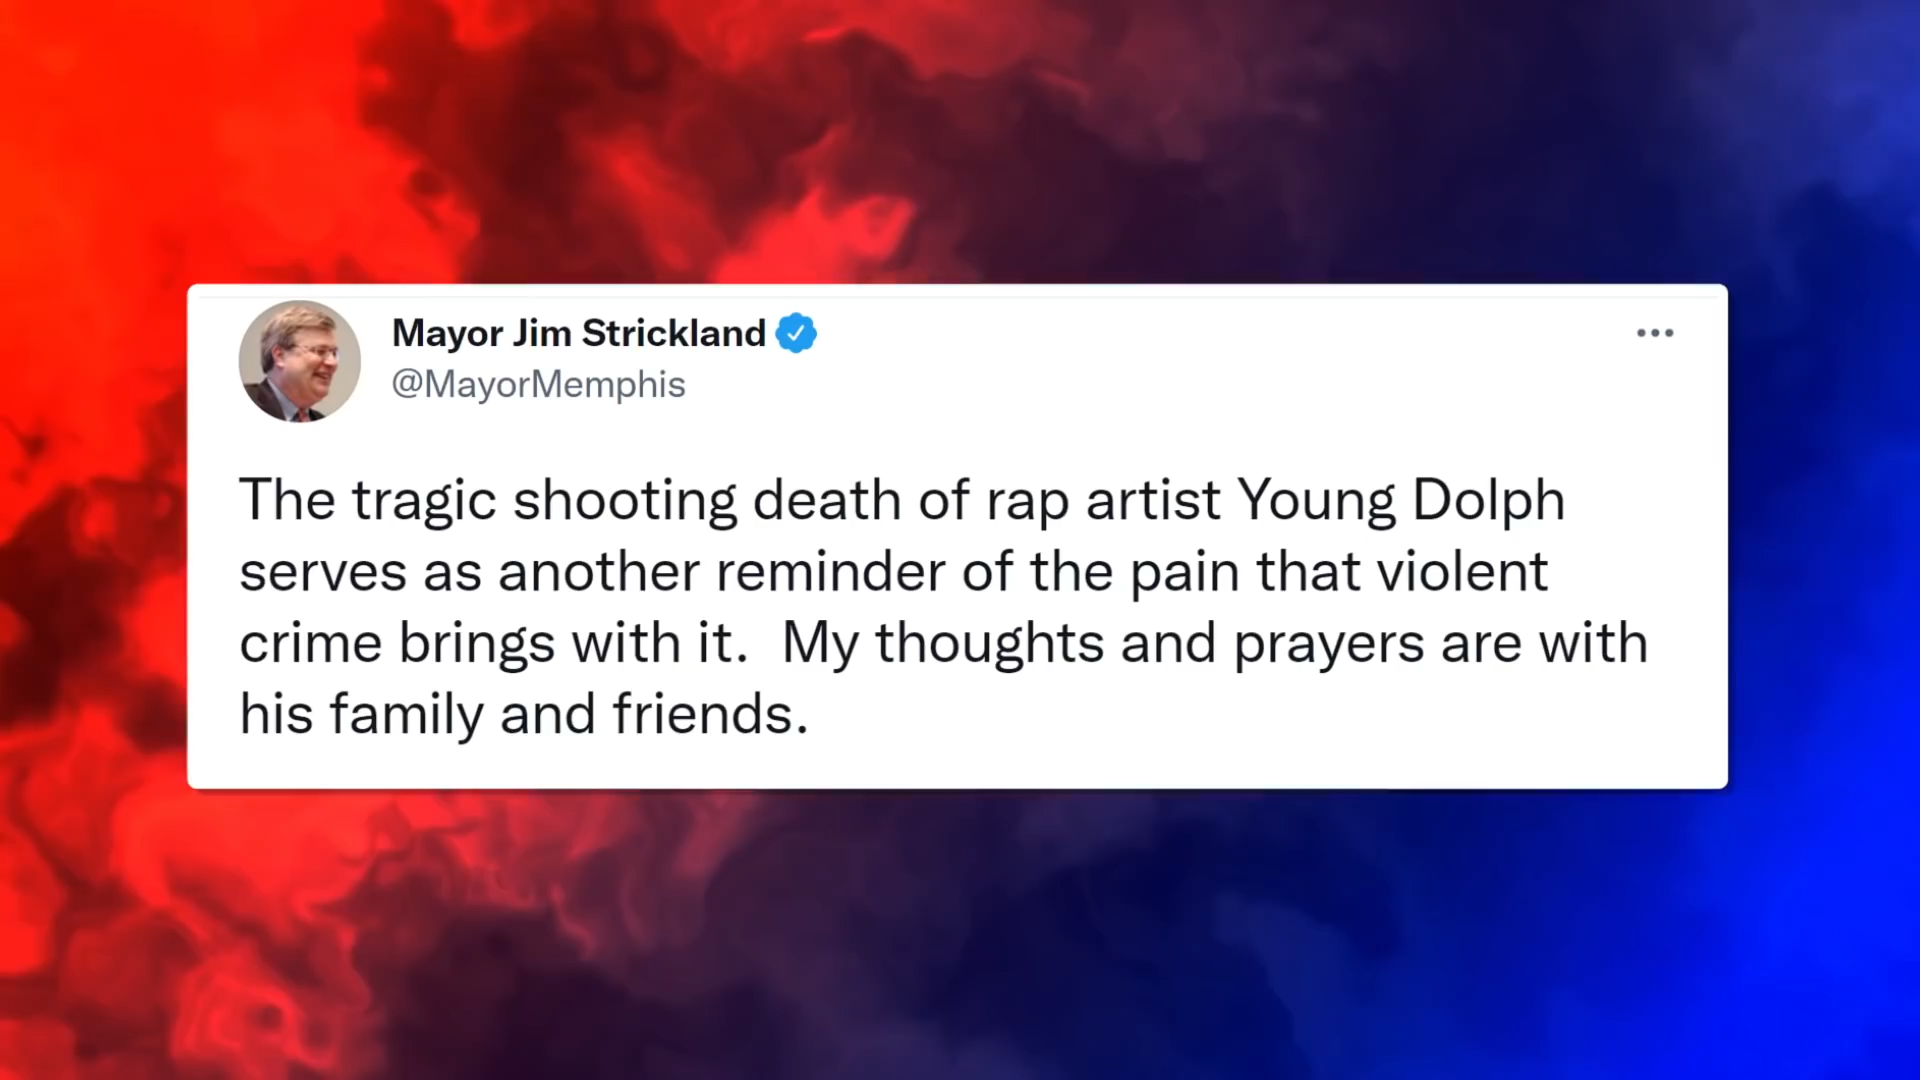 Mayor Jim Strickland
@MayorMemphis
The tragic shooting death of rap artist Young Dolph
serves as another reminder of the pain that violent
crime brings with it.  My thoughts and prayers are with
his family and friends.